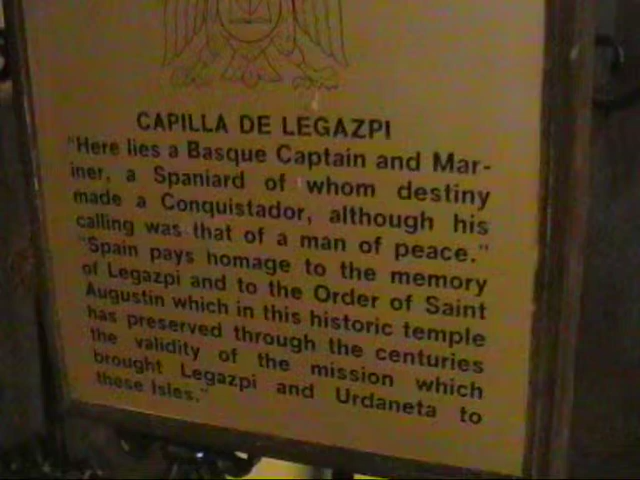 CAPILLA DE LEGAZPI
"Here lies a Basque Captain and Mar-
iner, a Spaniard of whom destiny
made a Conquistador, although his
calling was that of a man of peace."
"Spain pays homage to the memory
of Legazpi and to the Order of Saint
Augustin which in this historic temple
has preserved through the centuries
the validity of the mission which
brought Legazpi and Urdaneta to
these Isles."